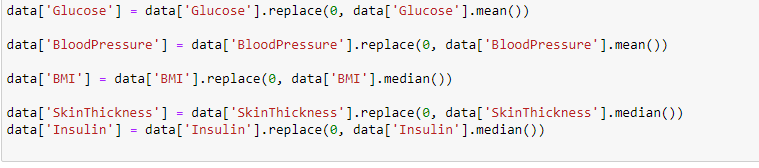 data['Glucose'] = data['Glucose'].replace(0, data['Glucose'].mean())
data['BloodPressure'] = data['BloodPressure'].replace(0, data['BloodPressure'].mean())
data['BMI'] = data['BMI'].replace(0, data['BMI'].median())
data['SkinThickness'] = data['SkinThickness'].replace(0, data['SkinThickness'].median())
data['Insulin'] = data['Insulin'].replace(0, data['Insulin'].median())